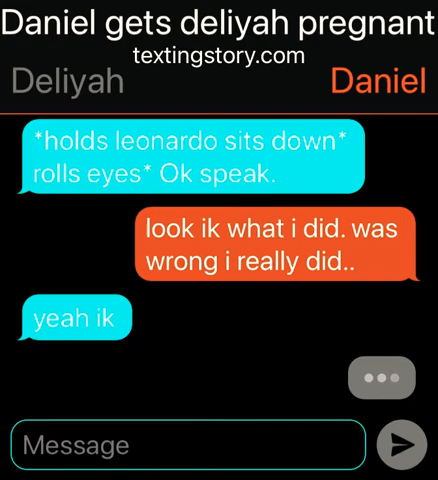 Daniel gets deliyah pregnant
textingstory.com
Deliyah Daniel
*holds leonardo sits down*
rolls eyes* Ok speak.
look ik what i did. was
wrong i really did..
yeah ik
Message